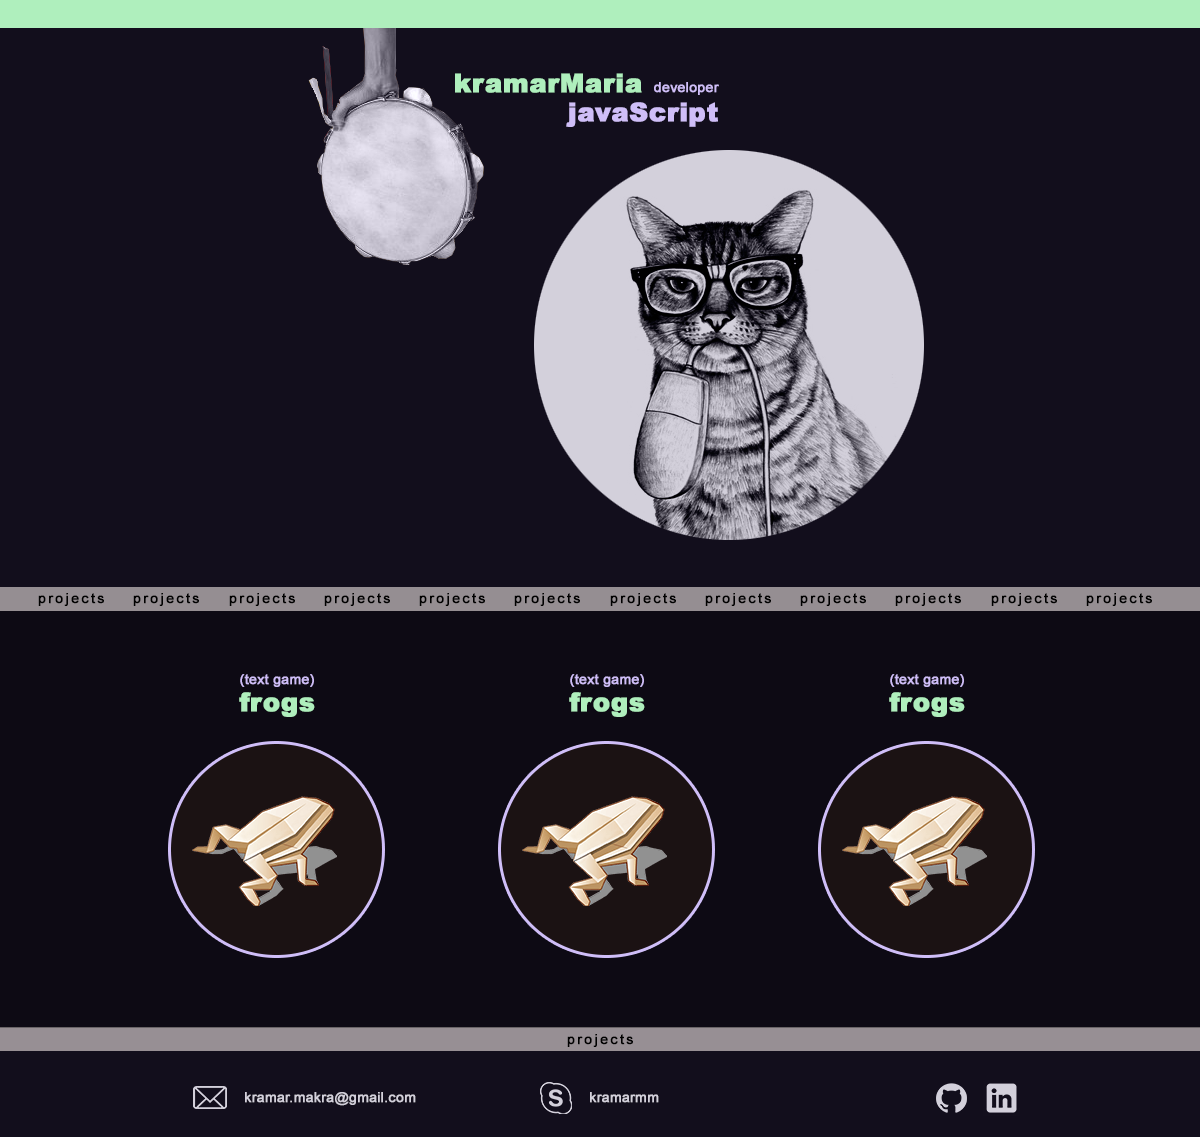 kramarMaria developer
javaScript
projects projects projects projects projects projects projects projects projects projects projects projects
(text game) (text game) (text game)
frogs frogs frogs
projects
kramar.makra@gmail.com kramarmm